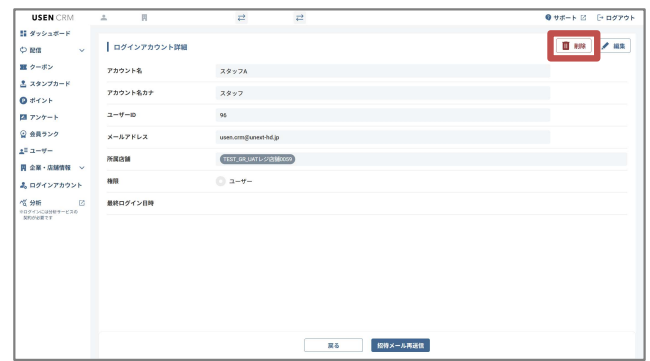 USEN CRM
サポート
ログアウト
ダッシュボード
配信
クーポン
スタンプカード
ポイント
アンケート
会員ランク
ユーザー
企業・店舗情報
ログインアカウント
分析
※ログインには分析サービスの
契約が必要です
ログインアカウント詳細
削除
編集
アカウント名
スタッフA
アカウント名カナ
スタッフ
ユーザーID
96
メールアドレス
usen.crm@unext-hd.jp
所属店舗
TEST_GR_UATレジ店舗0059
権限
ユーザー
最終ログイン日時
戻る
招待メール再送信